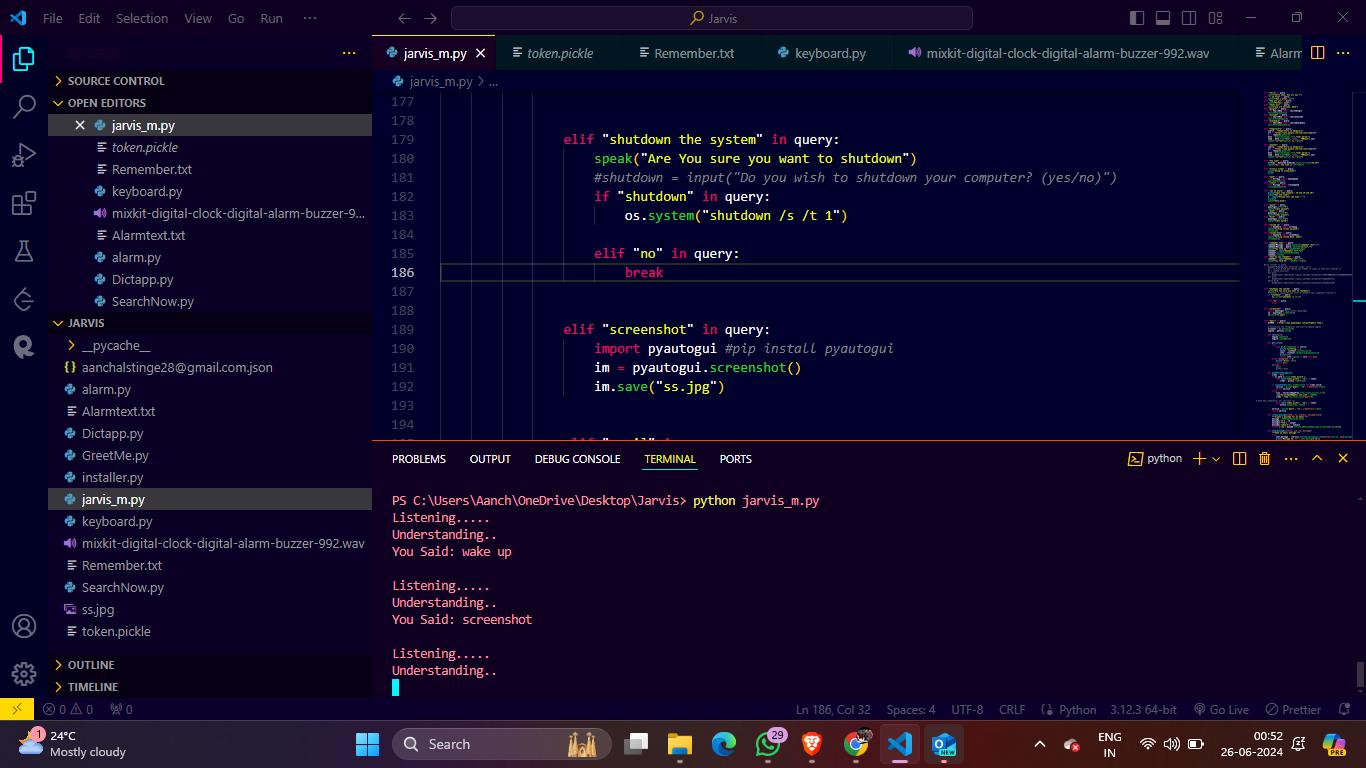 File Edit Selection View Go Run ...
Jarvis
SOURCE CONTROL
OPEN EDITORS
jarvis_m.py
token.pickle
Remember.txt
keyboard.py
mixkit-digital-clock-digital-alarm-buzzer-9...
Alarmtext.txt
alarm.py
Dictapp.py
SearchNow.py
JARVIS
__pycache__
aanchalstinge28@gmail.com.json
alarm.py
Alarmtext.txt
Dictapp.py
GreetMe.py
installer.py
jarvis_m.py
keyboard.py
mixkit-digital-clock-digital-alarm-buzzer-992.wav
Remember.txt
SearchNow.py
ss.jpg
token.pickle
OUTLINE
TIMELINE
jarvis_m.py token.pickle Remember.txt keyboard.py mixkit-digital-clock-digital-alarm-buzzer-992.wav Alarm
jarvis_m.py > ...
177
178
179 elif "shutdown the system" in query:
180 speak("Are You sure you want to shutdown")
181 #shutdown = input("Do you wish to shutdown your computer? (yes/no)")
182 if "shutdown" in query:
183 os.system("shutdown /s /t 1")
184
185 elif "no" in query:
186 break
187
188
189 elif "screenshot" in query:
190 import pyautogui #pip install pyautogui
191 im = pyautogui.screenshot()
192 im.save("ss.jpg")
193
194
PROBLEMS OUTPUT DEBUG CONSOLE TERMINAL PORTS
python
PS C:\Users\Aanch\OneDrive\Desktop\Jarvis> python jarvis_m.py
Listening.....
Understanding..
You Said: wake up
Listening.....
Understanding..
You Said: screenshot
Listening.....
Understanding..
0 0 0
Ln 186, Col 32 Spaces: 4 UTF-8 CRLF Python 3.12.3 64-bit Go Live Prettier
1
24°C
Mostly cloudy
Search
29
NEW
ENG
IN
00:52
26-06-2024
PRE